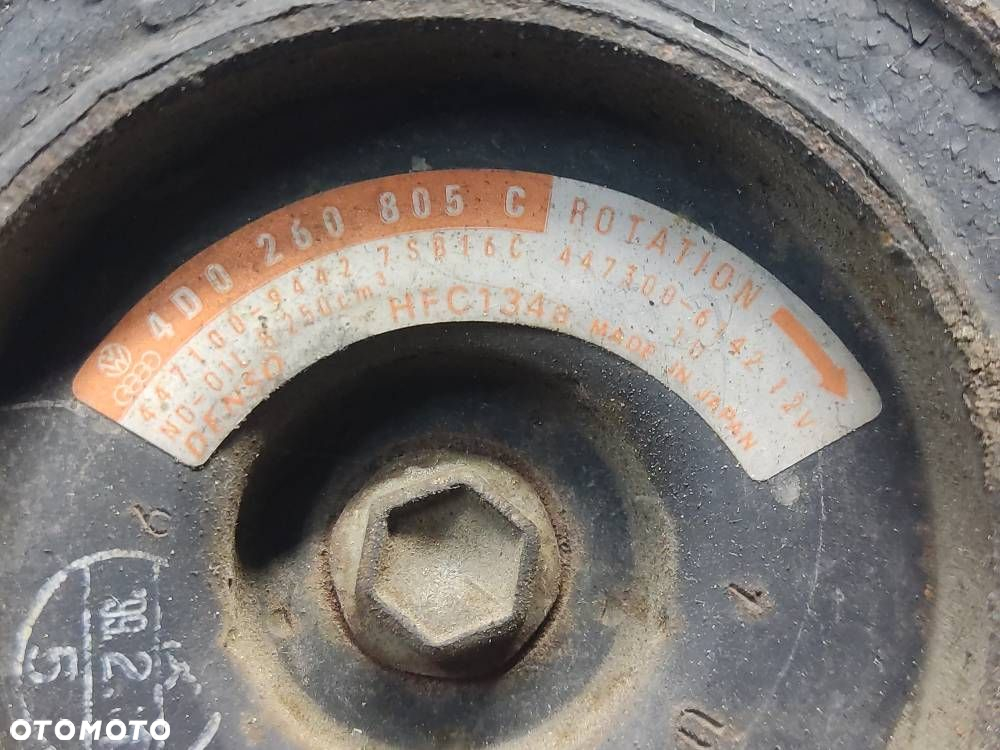 4D0 260 805 C
ROTATION
447100-9442 7SB16C
447300-6142 12V
ND-OIL 8 250cm³
DENSO
HFC134a
MADE IN JAPAN
OTOMOTO